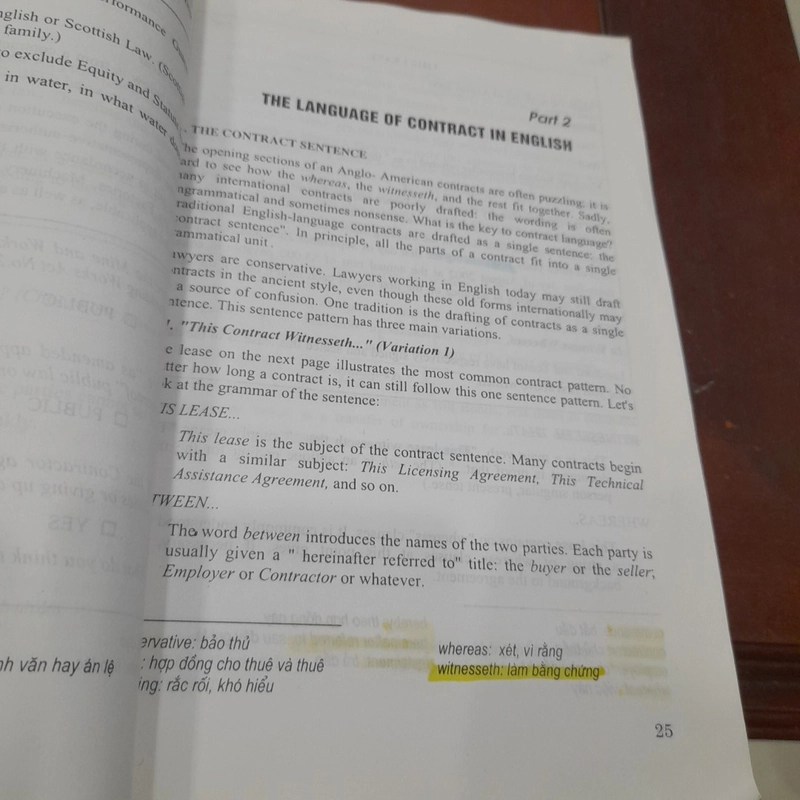 rformance
nglish or Scottish Law. (Sco
family.)
o exclude Equity and Statu
in water, in what water do
Part 2
THE LANGUAGE OF CONTRACT IN ENGLISH
. THE CONTRACT SENTENCE
he opening sections of an Anglo- American contracts are often puzzling. it is
ard to see how the whereas, the witnesseth, and the rest fit together. Sadly,
any international contracts are poorly drafted: the wording is often
ngrammatical and sometimes nonsense. What is the key to contract language?
raditional English-language contracts are drafted as a single sentence: the
contract sentence". In principle, all the parts of a contract fit into a single
ammatical unit.
wyers are conservative. Lawyers working in English today may still draft
ntracts in the ancient style, even though these old forms internationally may
a source of confusion. One tradition is the drafting of contracts as a single
ntence. This sentence pattern has three main variations.
. "This Contract Witnesseth..." (Variation 1)
e lease on the next page illustrates the most common contract pattern. No
tter how long a contract is, it can still follow this one sentence pattern. Let's
k at the grammar of the sentence:
IS LEASE...
This lease is the subject of the contract sentence. Many contracts begin
with a similar subject: This Licensing Agreement, This Technical
Assistance Agreement, and so on.
TWEEN...
The word between introduces the names of the two parties. Each party is
usually given a " hereinafter referred to" title: the buyer or the seller,
Employer or Contractor or whatever.
ervative: bảo thủ
nh văn hay án lệ
: hợp đồng cho thuê và thuê
ing: rắc rối, khó hiểu
whereas: xét, vì rằng
witnesseth: làm bằng chứng
25